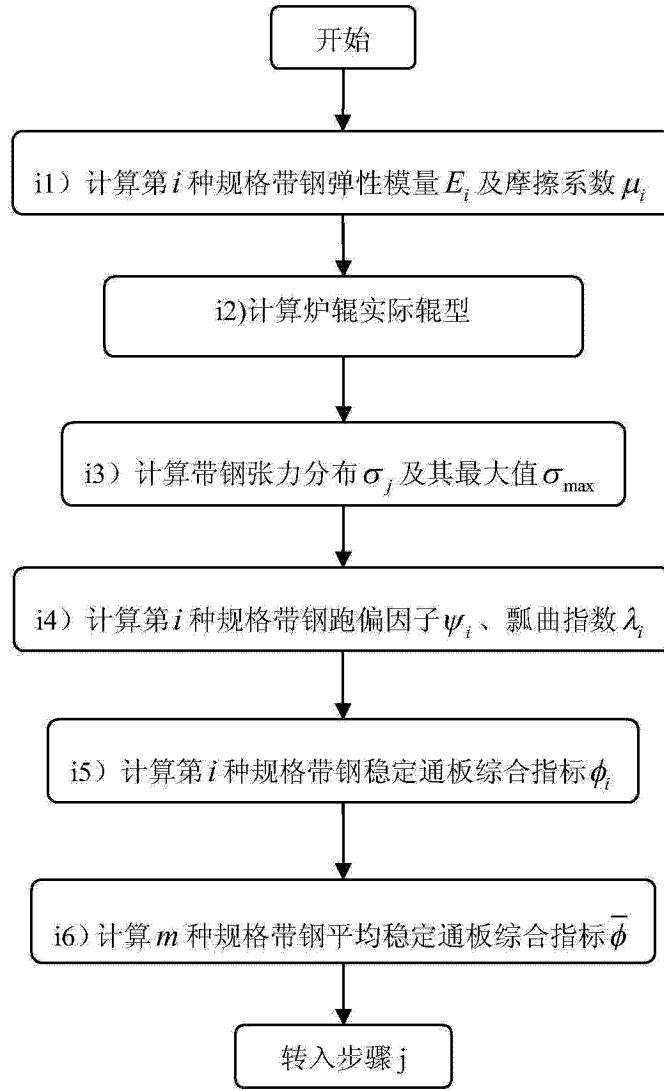 开始
i1）计算第i种规格带钢弹性模量E_i及摩擦系数μ_i
i2)计算炉辊实际辊型
i3）计算带钢张力分布σ_j及其最大值σ_max
i4）计算第i种规格带钢跑偏因子ψ_i、瓢曲指数λ_i
i5）计算第i种规格带钢稳定通板综合指标ϕ_i
i6）计算m种规格带钢平均稳定通板综合指标ϕ̄
转入步骤j